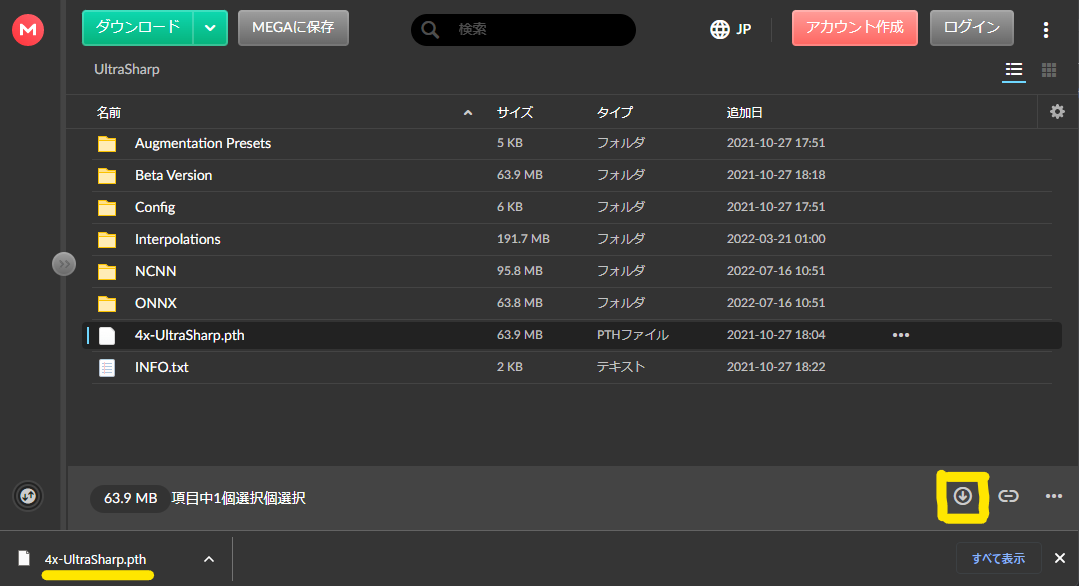 M ダウンロード MEGAに保存 検索 JP アカウント作成 ログイン
UltraSharp
名前 サイズ タイプ 追加日
Augmentation Presets 5 KB フォルダ 2021-10-27 17:51
Beta Version 63.9 MB フォルダ 2021-10-27 18:18
Config 6 KB フォルダ 2021-10-27 17:51
Interpolations 191.7 MB フォルダ 2022-03-21 01:00
NCNN 95.8 MB フォルダ 2022-07-16 10:51
ONNX 63.8 MB フォルダ 2022-07-16 10:51
4x-UltraSharp.pth 63.9 MB PTHファイル 2021-10-27 18:04
INFO.txt 2 KB テキスト 2021-10-27 18:22
63.9 MB 項目中1個選択個選択
4x-UltraSharp.pth すべて表示